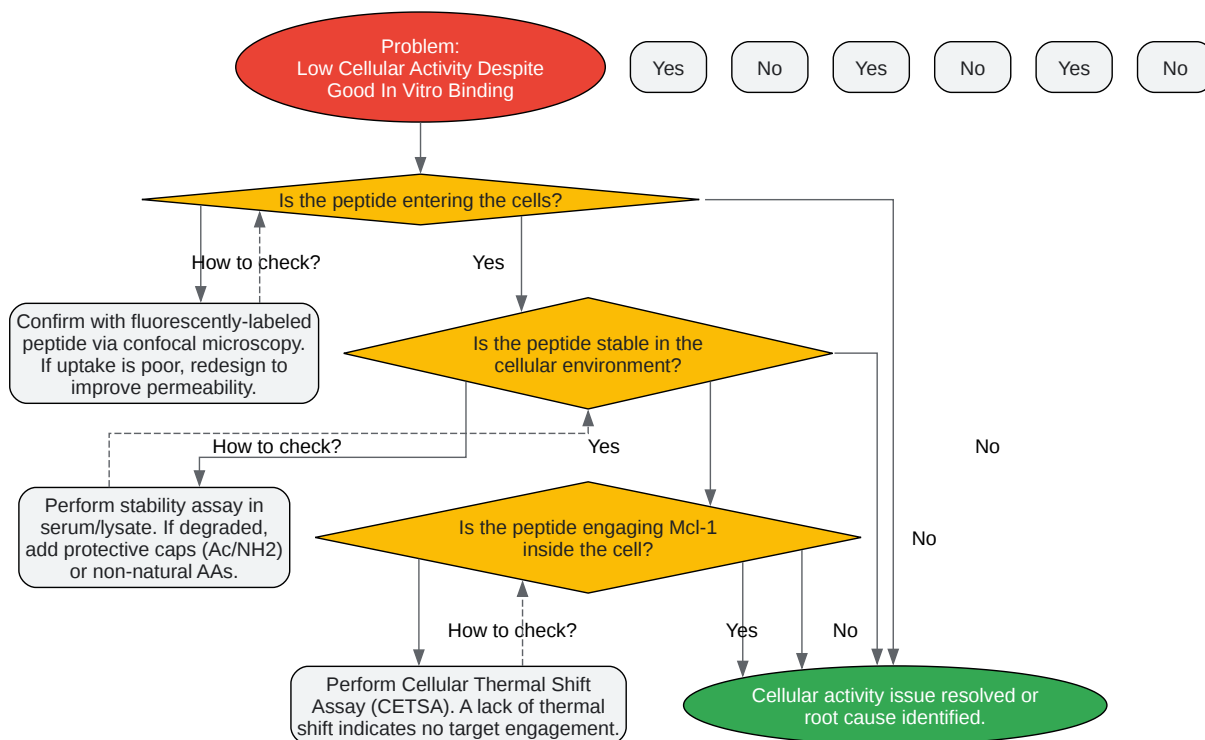 Problem:
Low Cellular Activity Despite
Good In Vitro Binding
Yes
No
Yes
No
Yes
No
Is the peptide entering the cells?
How to check?
Yes
Confirm with fluorescently-labeled
peptide via confocal microscopy.
If uptake is poor, redesign to
improve permeability.
Is the peptide stable in the
cellular environment?
How to check?
Yes
No
Perform stability assay in
serum/lysate. If degraded,
add protective caps (Ac/NH2)
or non-natural AAs.
Is the peptide engaging Mcl-1
inside the cell?
No
How to check?
Yes
No
Perform Cellular Thermal Shift
Assay (CETSA). A lack of thermal
shift indicates no target engagement.
Cellular activity issue resolved or
root cause identified.